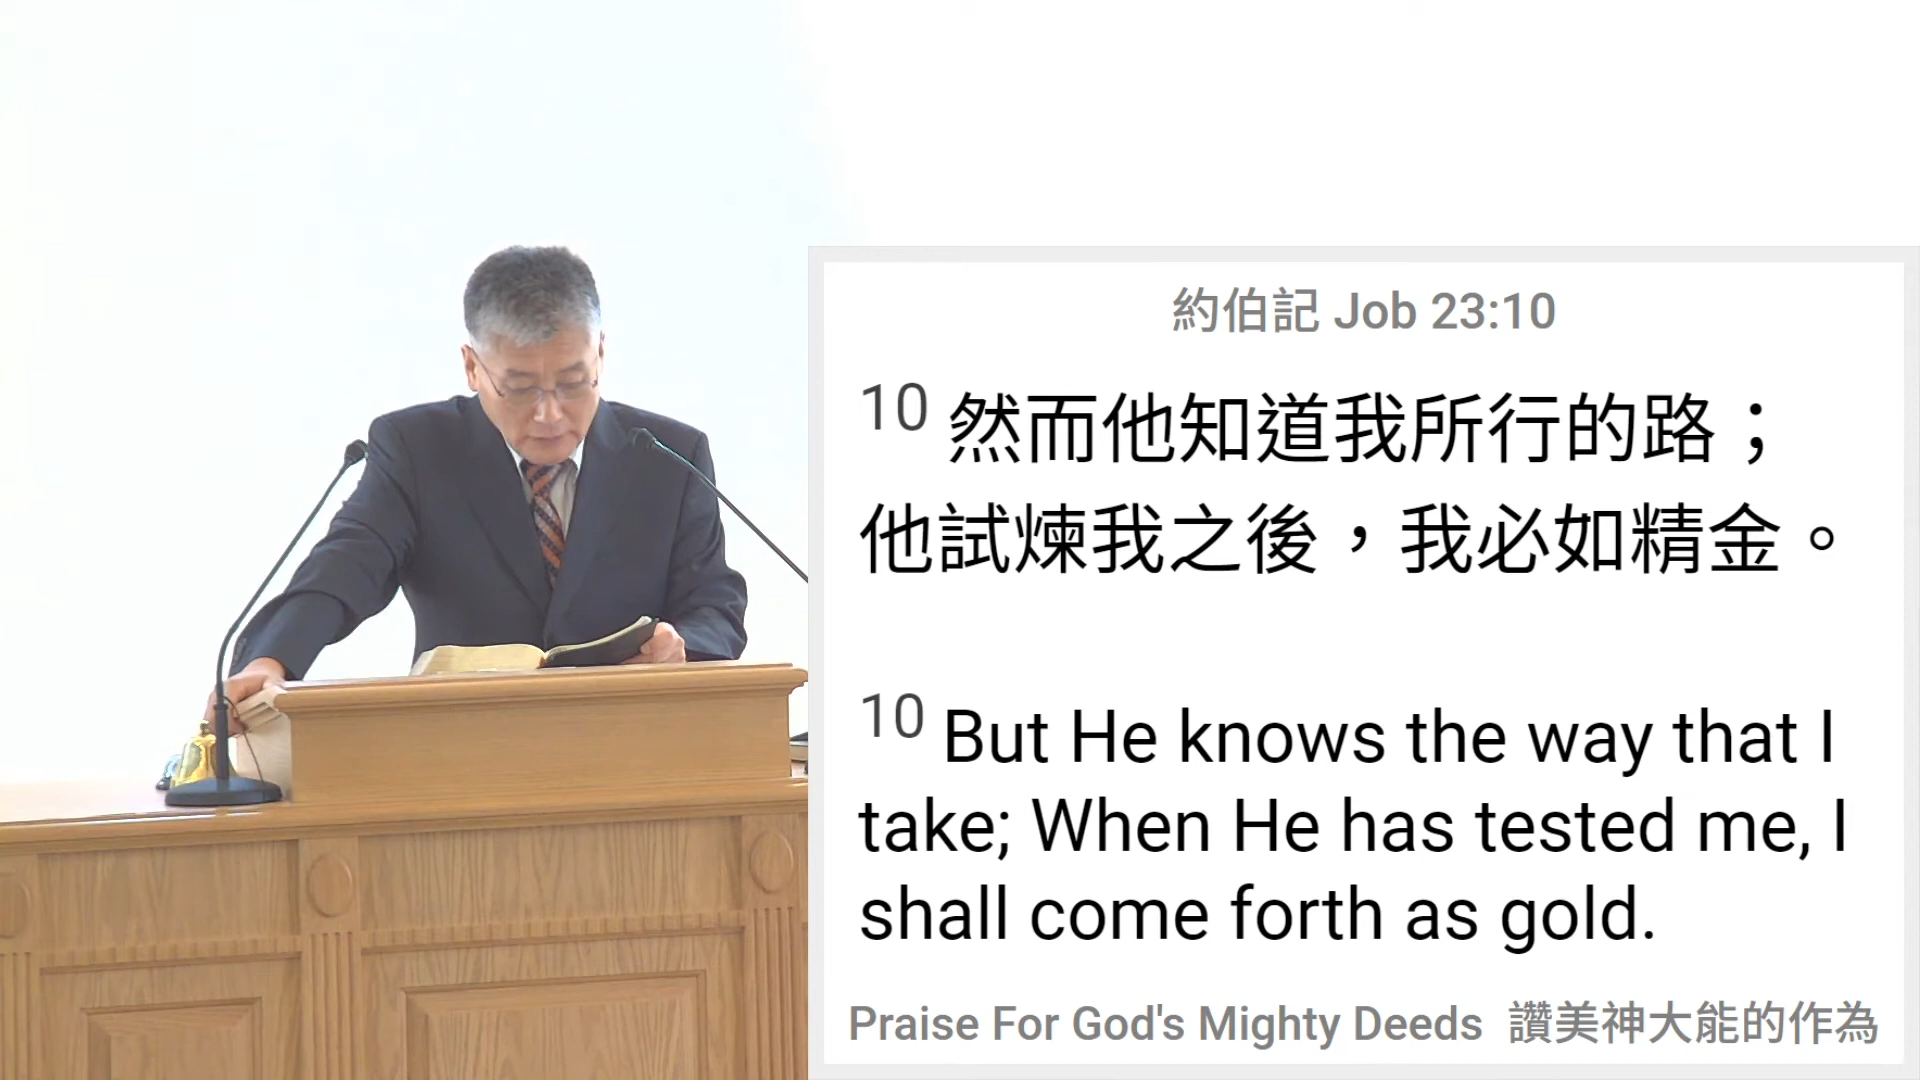 約伯記 Job 23:10
10 然而他知道我所行的路；
他試煉我之後，我必如精金。
10 But He knows the way that I
take; When He has tested me, I
shall come forth as gold.
Praise For God's Mighty Deeds 讚美神大能的作為